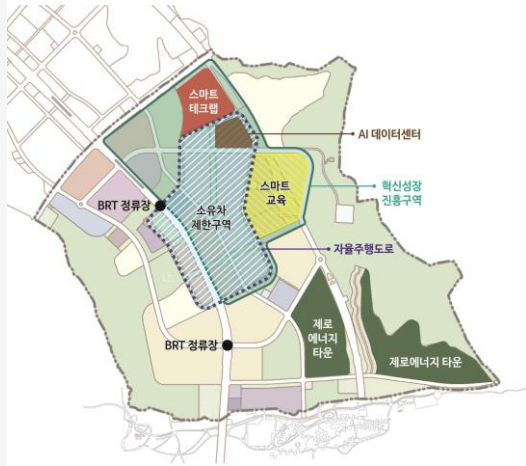 스마트
테크랩
AI 데이터센터
BRT 정류장
소유차
제한구역
스마트
교육
혁신성장
진흥구역
자율주행도로
BRT 정류장
제로
에너지
타운
제로에너지 타운